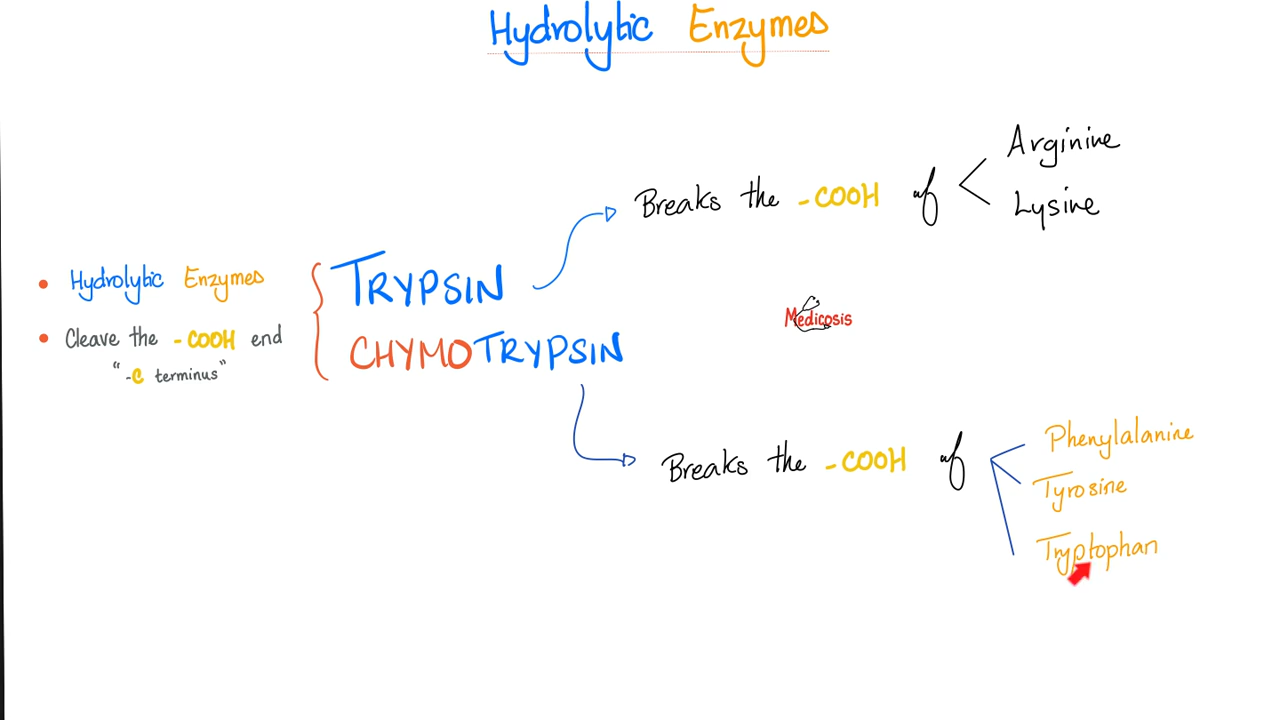 Hydrolytic Enzymes
• Hydrolytic Enzymes
• Cleave the -COOH end
"-C terminus"
TRYPSIN
CHYMOTRYPSIN
Breaks the -COOH of
Arginine
Lysine
Medicosis
Breaks the -COOH of
Phenylalanine
Tyrosine
Tryptophan